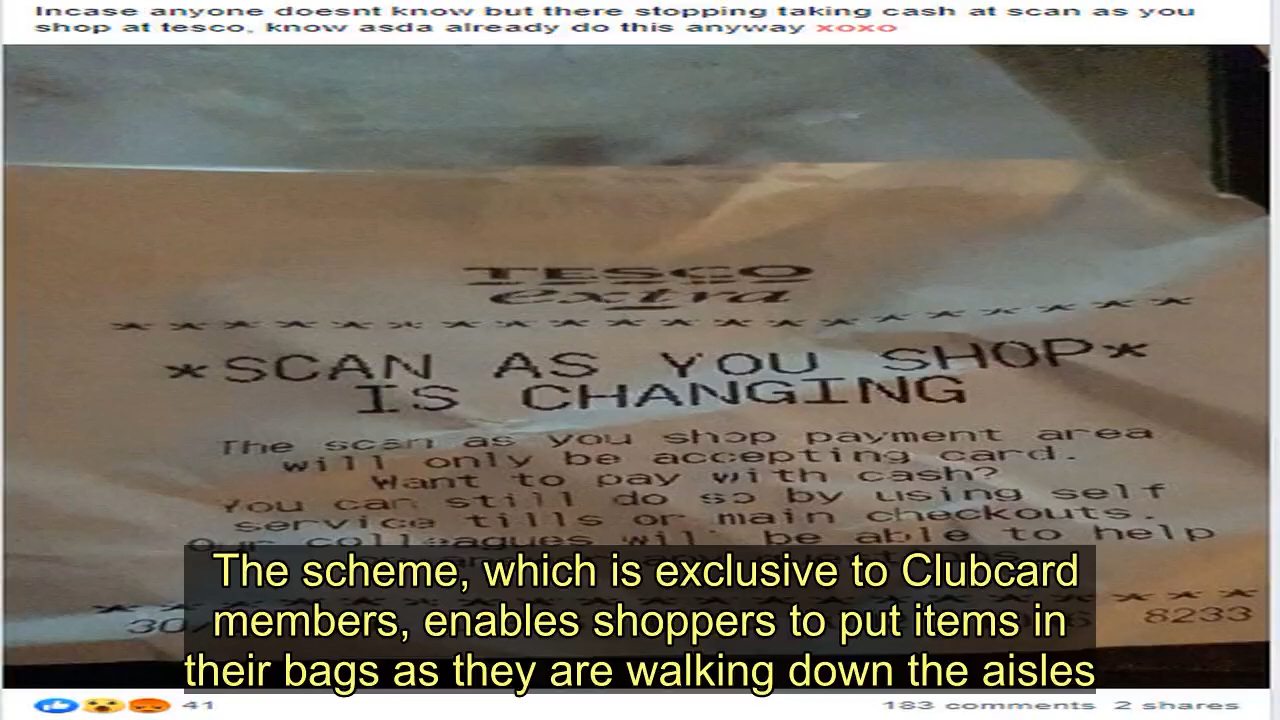 Incase anyone doesnt know but there stopping taking cash at scan as you
shop at tesco, know asda already do this anyway xoxo
TESCO
extra
* * * * * * * * * * * * * * * * * * * *
*SCAN AS YOU SHOP*
IS CHANGING
The scan as you shop payment area
will only be accepting card.
Want to pay with cash?
You can still do so by using self
service tills or main checkouts.
Our colleagues will be able to help
The scheme, which is exclusive to Clubcard
members, enables shoppers to put items in
their bags as they are walking down the aisles
30
8233
41
183 comments 2 shares